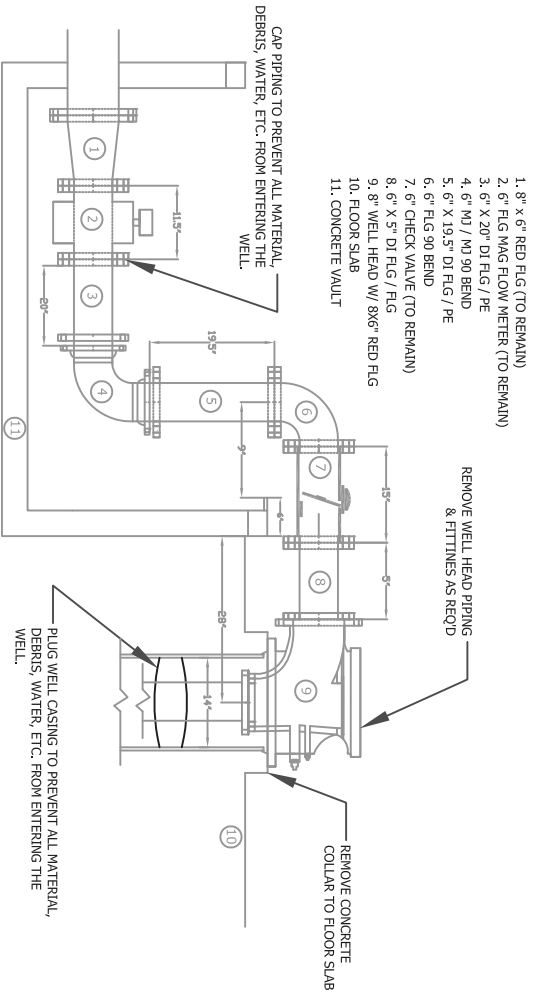 1. 8" x 6" RED FLG (TO REMAIN)
2. 6" FLG MAG FLOW METER (TO REMAIN)
3. 6" X 20" DI FLG / PE
4. 6" MJ / MJ 90 BEND
5. 6" X 19.5" DI FLG / PE
6. 6" FLG 90 BEND
7. 6" CHECK VALVE (TO REMAIN)
8. 6" X 5" DI FLG / FLG
9. 8" WELL HEAD W/ 8X6" RED FLG
10. FLOOR SLAB
11. CONCRETE VAULT
CAP PIPING TO PREVENT ALL MATERIAL,
DEBRIS, WATER, ETC. FROM ENTERING THE
WELL.
REMOVE WELL HEAD PIPING
& FITTINES AS REQ'D
REMOVE CONCRETE
COLLAR TO FLOOR SLAB
PLUG WELL CASING TO PREVENT ALL MATERIAL,
DEBRIS, WATER, ETC. FROM ENTERING THE
WELL.
1
2
3
4
5
6
7
8
9
10
11
11.5"
20"
19.5"
9"
6"
15"
5"
28"
14"